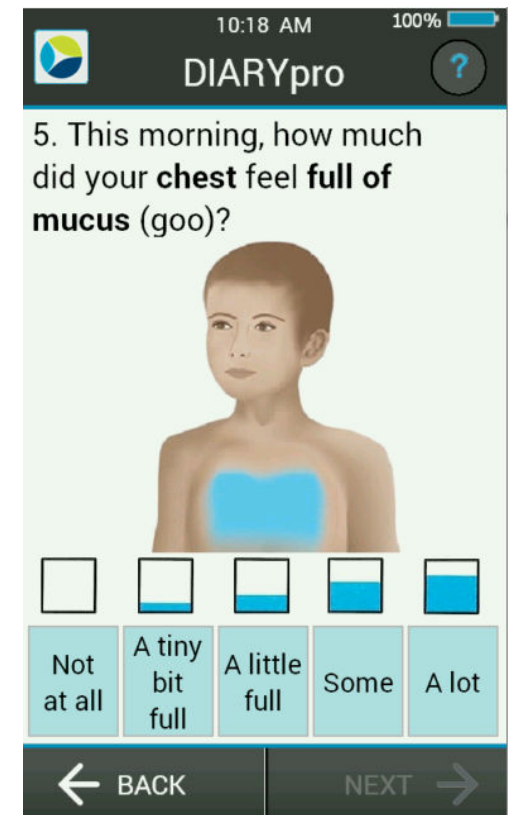 10:18 AM 100%
DIARYpro
?
5. This morning, how much
did your chest feel full of
mucus (goo)?
Not
at all
A tiny
bit
full
A little
full
Some
A lot
BACK
NEXT